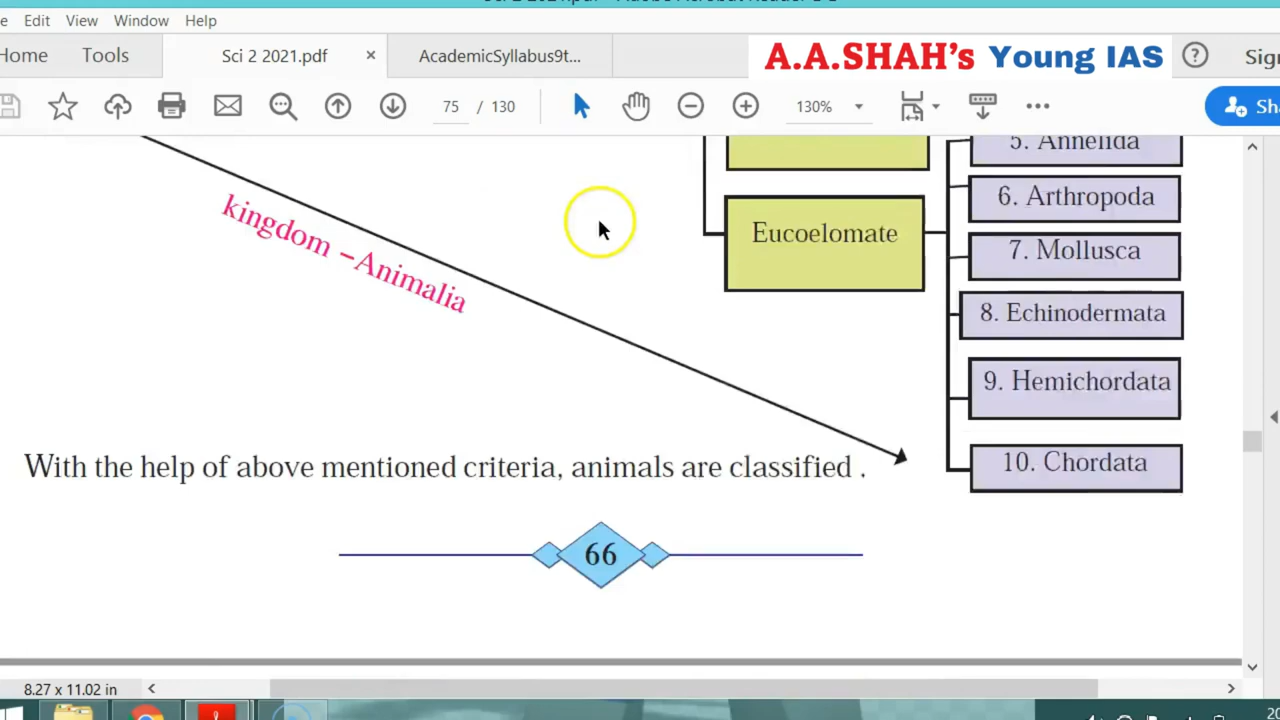 Edit View Window Help
Home Tools Sci 2 2021.pdf × AcademicSyllabus9t...
A.A.SHAH's Young IAS
75 / 130 130%
5. Annelida
6. Arthropoda
kingdom –Animalia
Eucoelomate
7. Mollusca
8. Echinodermata
9. Hemichordata
10. Chordata
With the help of above mentioned criteria, animals are classified .
66
8.27 x 11.02 in